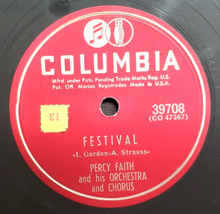 COLUMBIA
Mfrd. under Pats. Pending Trade Marks Reg. U.S.
Pat. Off. Marcas Registradas Made in U.S.A.
39708
(CO 47367)
13
FESTIVAL
-I. Gordon-A. Strauss-
PERCY FAITH
and his ORCHESTRA
and CHORUS